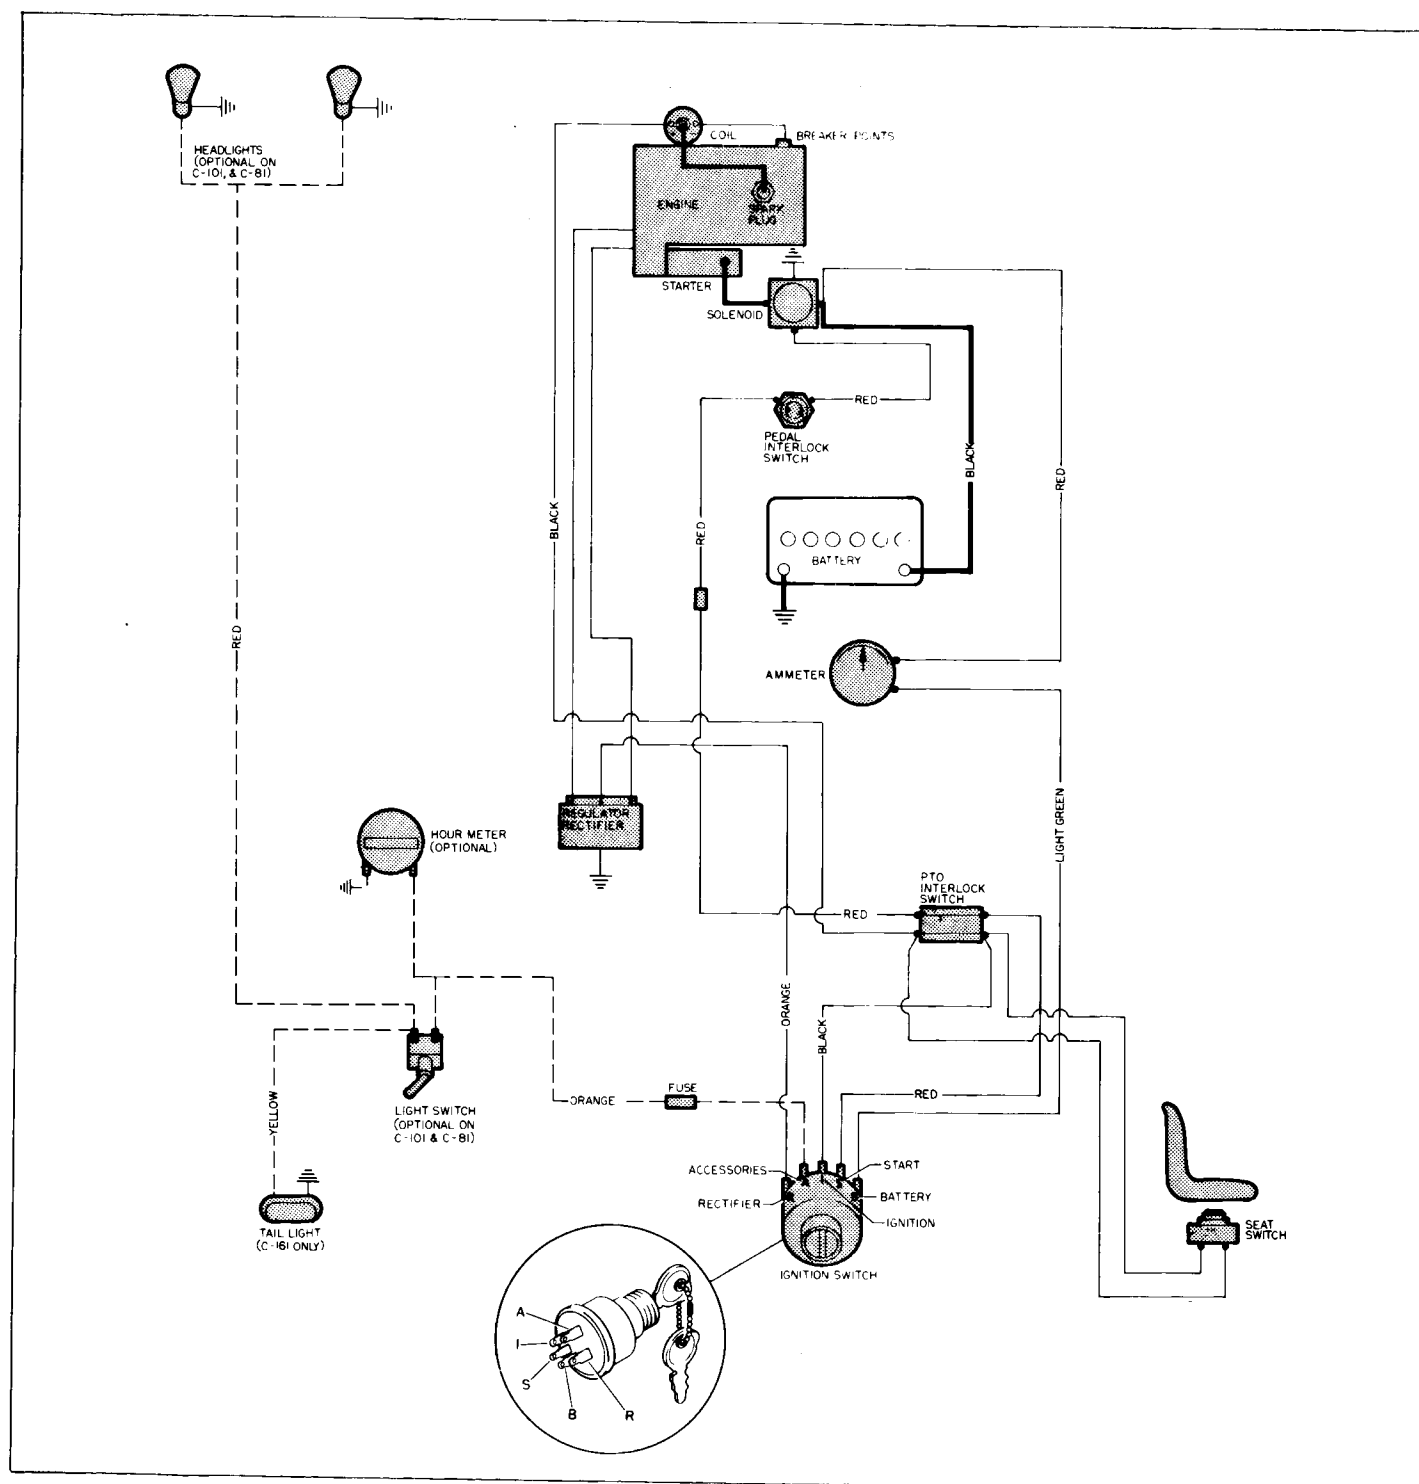 HEADLIGHTS
(OPTIONAL ON
C-101, & C-81)
COIL
BREAKER POINTS
ENGINE
SPARK
PLUG
STARTER
SOLENOID
RED
PEDAL
INTERLOCK
SWITCH
BLACK
RED
BLACK
RED
BATTERY
RED
AMMETER
LIGHT GREEN
REGULATOR
RECTIFIER
HOUR METER
(OPTIONAL)
PTO
INTERLOCK
SWITCH
RED
ORANGE
BLACK
RED
FUSE
ORANGE
YELLOW
LIGHT SWITCH
(OPTIONAL ON
C-101 & C-81)
ACCESSORIES
A
I
S
START
RECTIFIER
BATTERY
IGNITION
IGNITION SWITCH
SEAT
SWITCH
TAIL LIGHT
(C-161 ONLY)
A
I
S
B
R